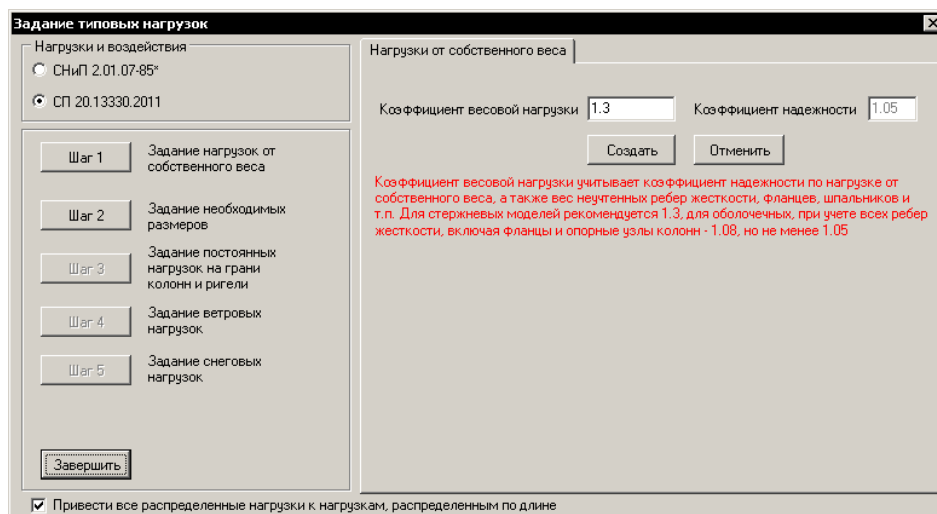 Задание типовых нагрузок
Нагрузки и воздействия
СНиП 2.01.07-85*
СП 20.13330.2011
Шаг 1
Задание нагрузок от
собственного веса
Шаг 2
Задание необходимых
размеров
Шаг 3
Задание постоянных
нагрузок на грани
колонн и ригели
Шаг 4
Задание ветровых
нагрузок
Шаг 5
Задание снеговых
нагрузок
Завершить
Нагрузки от собственного веса
Коэффициент весовой нагрузки 1.3 Коэффициент надежности 1.05
Создать Отменить
Коэффициент весовой нагрузки учитывает коэффициент надежности по нагрузке от
собственного веса, а также вес неучтенных ребер жесткости, фланцев, шпальников и
т.п. Для стержневых моделей рекомендуется 1.3, для оболочечных, при учете всех ребер
жесткости, включая фланцы и опорные узлы колонн - 1.08, но не менее 1.05
Привести все распределенные нагрузки к нагрузкам, распределенным по длине